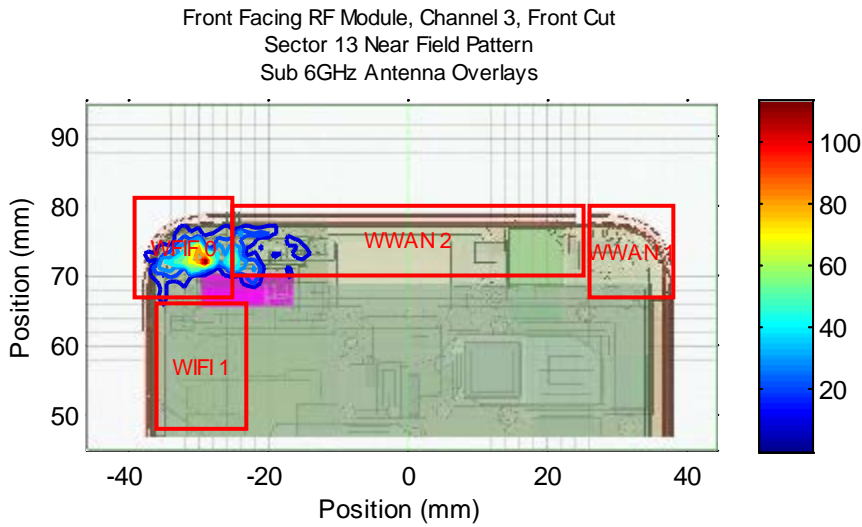 Front Facing RF Module, Channel 3, Front Cut
Sector 13 Near Field Pattern
Sub 6GHz Antenna Overlays
90
80
70
60
50
Position (mm)
WIFI 0
WWAN 2
WWAN 1
WIFI 1
-40
-20
0
20
40
Position (mm)
100
80
60
40
20